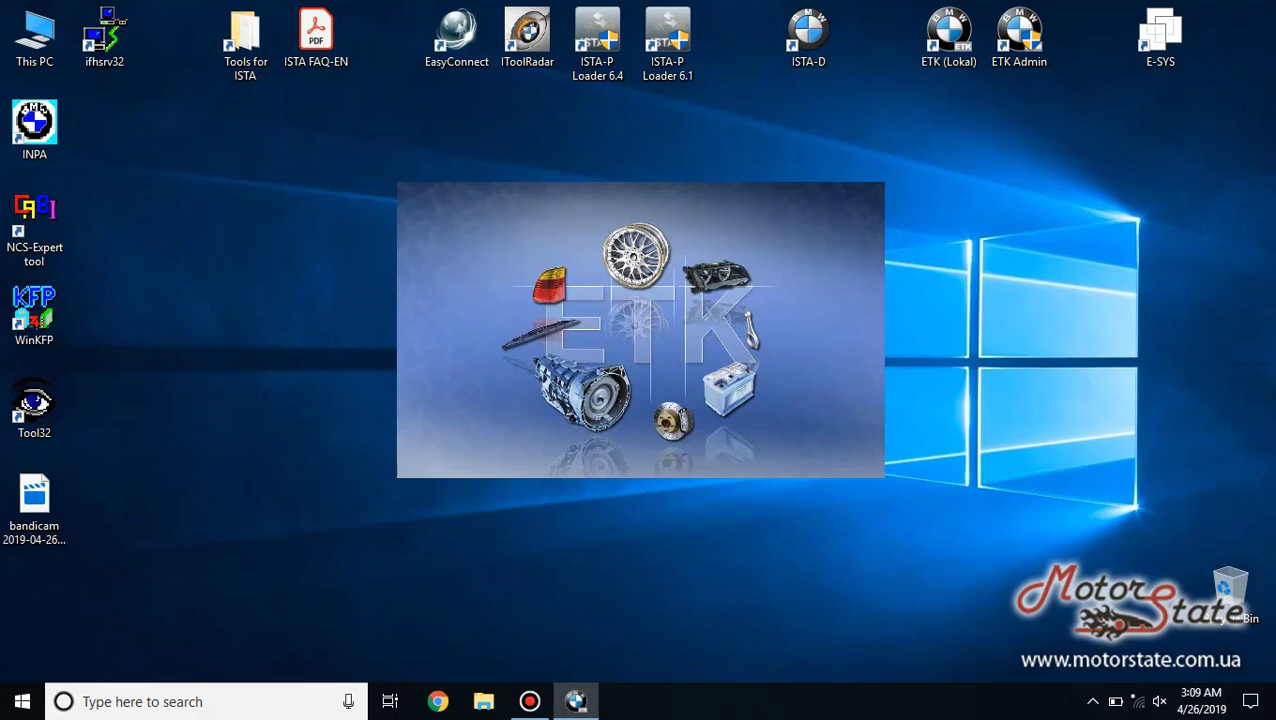 This PC
ifhsrv32
Tools for
ISTA
PDF
ISTA FAQ-EN
EasyConnect
IToolRadar
ISTA-P
Loader 6.4
ISTA-P
Loader 6.1
ISTA-D
ETK
ETK (Lokal)
ETK Admin
E-SYS
INPA
NCS-Expert
tool
KFP
WinKFP
Tool32
bandicam
2019-04-26...
ETK
Motor
State
www.motorstate.com.ua
Type here to search
3:09 AM
4/26/2019